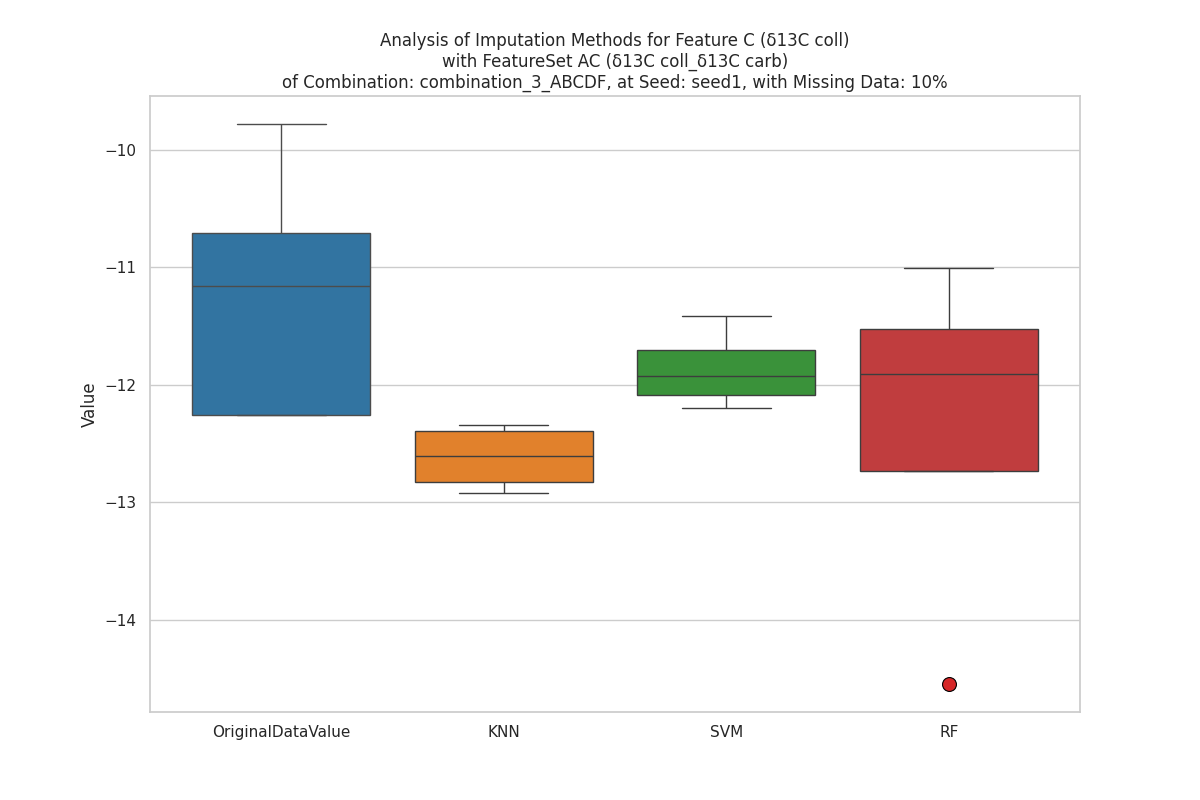 Analysis of Imputation Methods for Feature C (δ13C coll)
with FeatureSet AC (δ13C coll_δ13C carb)
of Combination: combination_3_ABCDF, at Seed: seed1, with Missing Data: 10%
Value
−10
−11
−12
−13
−14
OriginalDataValue
KNN
SVM
RF